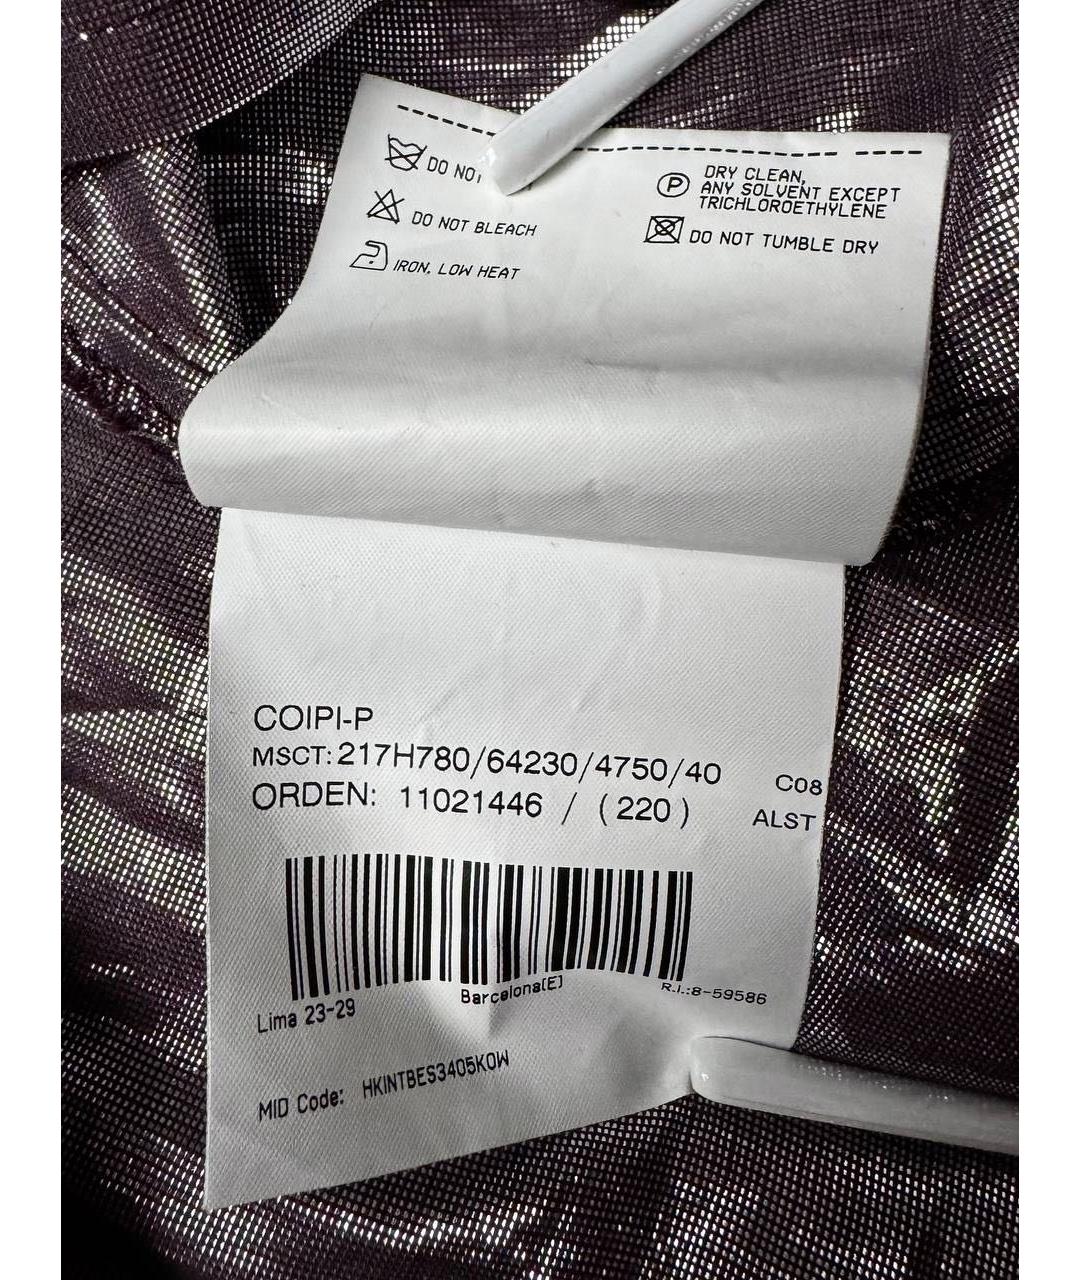 DO NOT
DO NOT BLEACH
IRON, LOW HEAT
P
DRY CLEAN,
ANY SOLVENT EXCEPT
TRICHLOROETHYLENE
DO NOT TUMBLE DRY
COIPI-P
MSCT: 217H780/64230/4750/40 C08
ORDEN: 11021446 / (220) ALST
Lima 23-29
Barcelona(E)
R.I.:8-59586
MID Code: HKINTBES3405KOW